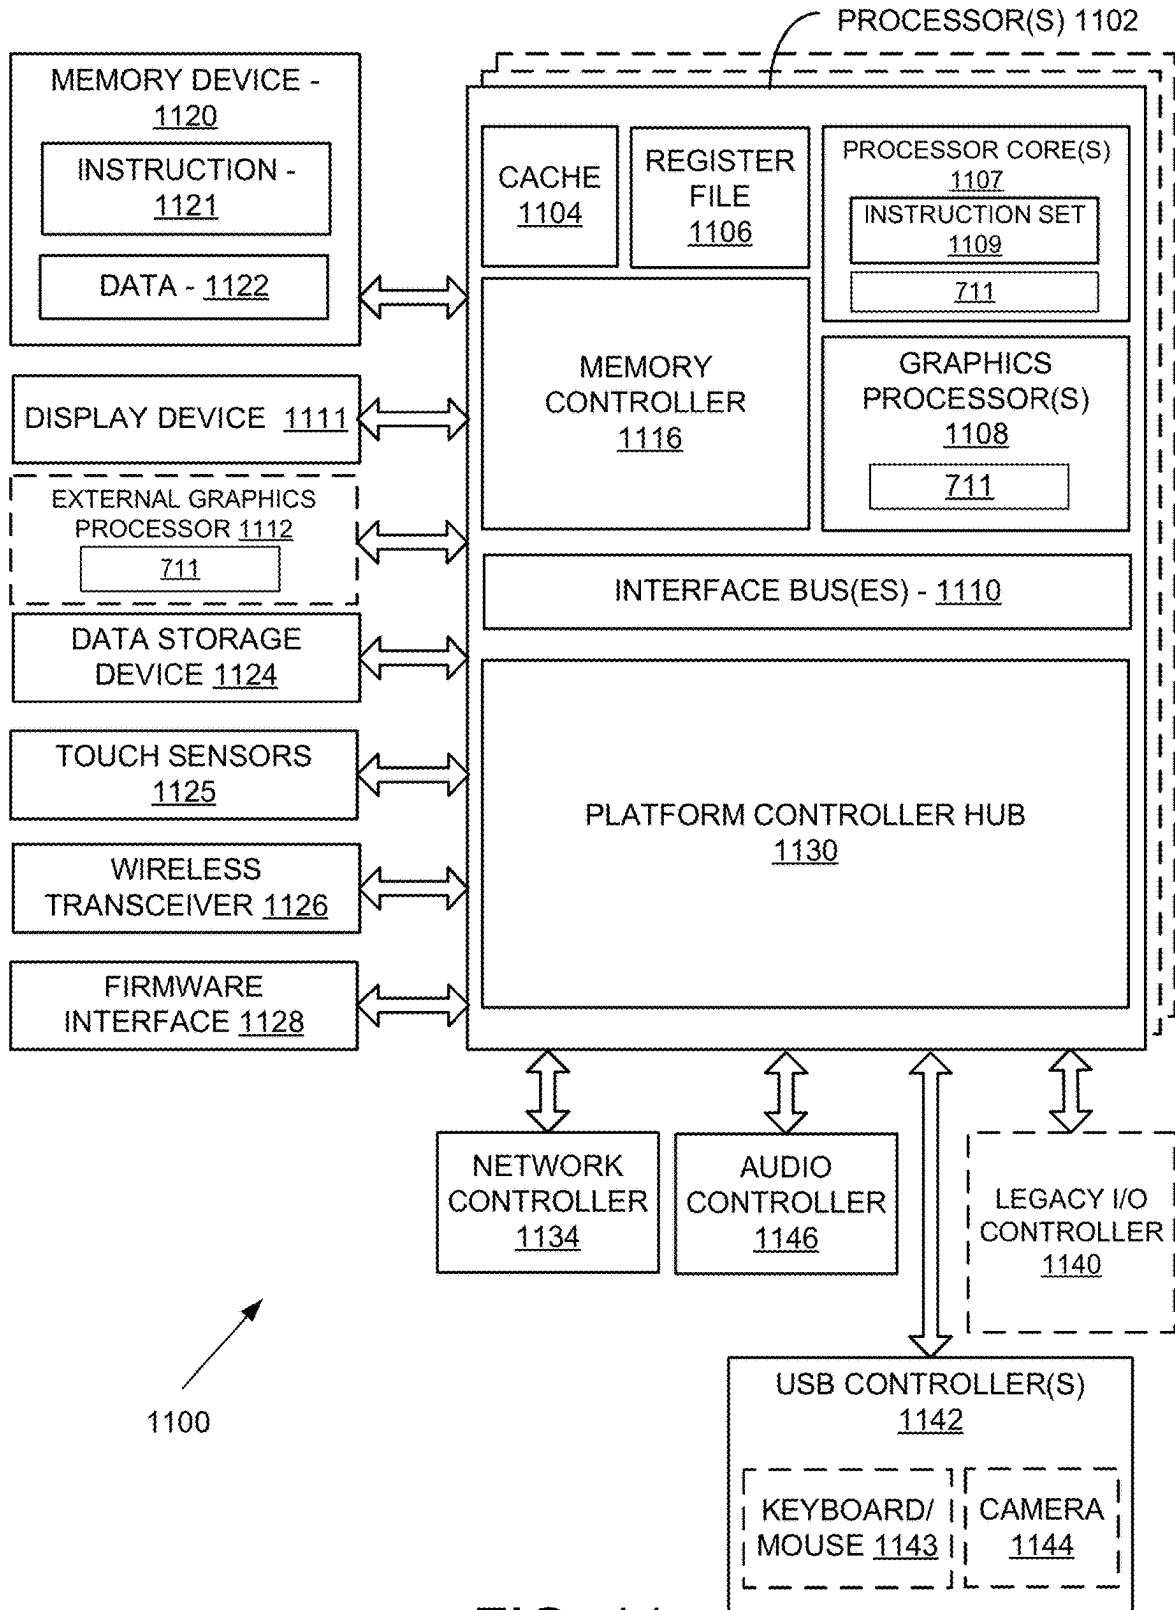 PROCESSOR(S) 1102
MEMORY DEVICE -
1120
INSTRUCTION -
1121
DATA - 1122
DISPLAY DEVICE 1111
EXTERNAL GRAPHICS
PROCESSOR 1112
711
DATA STORAGE
DEVICE 1124
TOUCH SENSORS
1125
WIRELESS
TRANSCEIVER 1126
FIRMWARE
INTERFACE 1128
CACHE
1104
REGISTER
FILE
1106
PROCESSOR CORE(S)
1107
INSTRUCTION SET
1109
711
MEMORY
CONTROLLER
1116
GRAPHICS
PROCESSOR(S)
1108
711
INTERFACE BUS(ES) - 1110
PLATFORM CONTROLLER HUB
1130
NETWORK
CONTROLLER
1134
AUDIO
CONTROLLER
1146
LEGACY I/O
CONTROLLER
1140
1100
USB CONTROLLER(S)
1142
KEYBOARD/
MOUSE 1143
CAMERA
1144